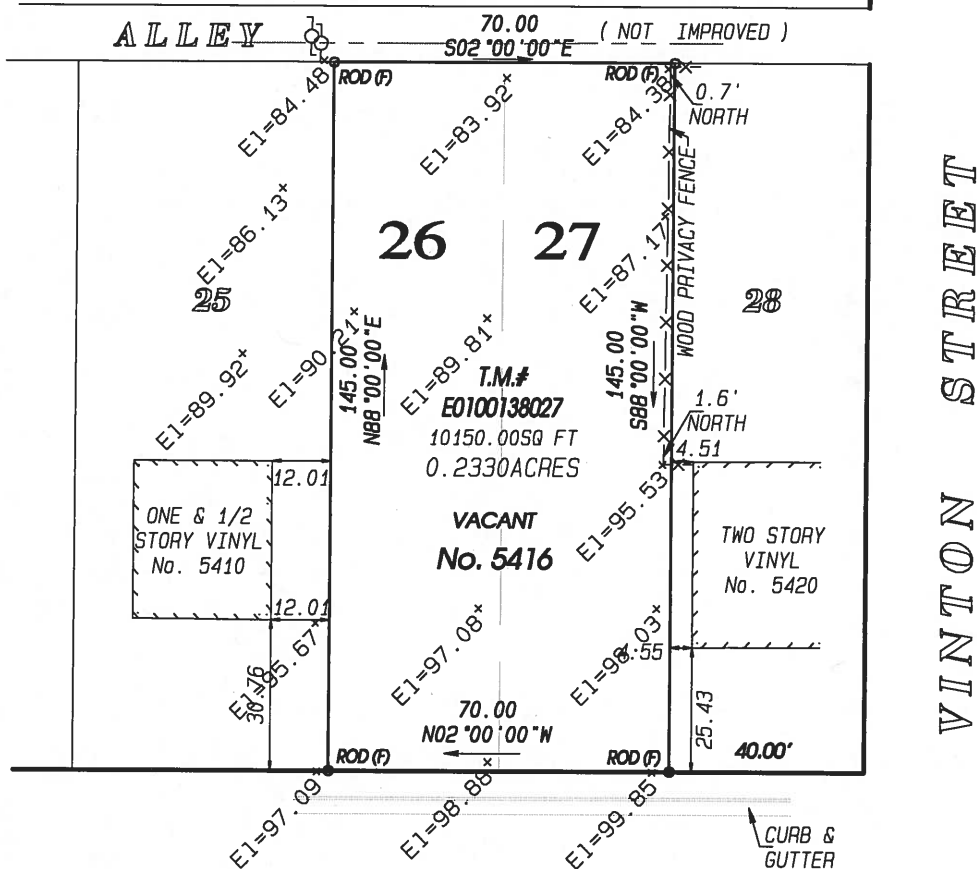 ALLEY
70.00
( NOT IMPROVED )
S02°00'00"E
ROD (F)
ROD (F)
0.7'
NORTH
El=84.48
El=83.92
El=84.38
WOOD PRIVACY FENCE
El=86.13
26
27
El=87.17
25
28
El=89.92
El=90.21
El=89.81
145.00
N88°00'00"E
145.00
S88°00'00"W
T.M.#
E0100138027
10150.00SQ FT
0.2330ACRES
1.6'
NORTH
4.51
12.01
El=95.53
ONE & 1/2
STORY VINYL
No. 5410
VACANT
No. 5416
TWO STORY
VINYL
No. 5420
12.01
El=95.67
El=97.08
El=98.03
4.55
30.76
25.43
70.00
N02°00'00"W
ROD (F)
ROD (F)
40.00'
El=97.09
El=98.88
El=99.85
CURB &
GUTTER
VINTON STREET